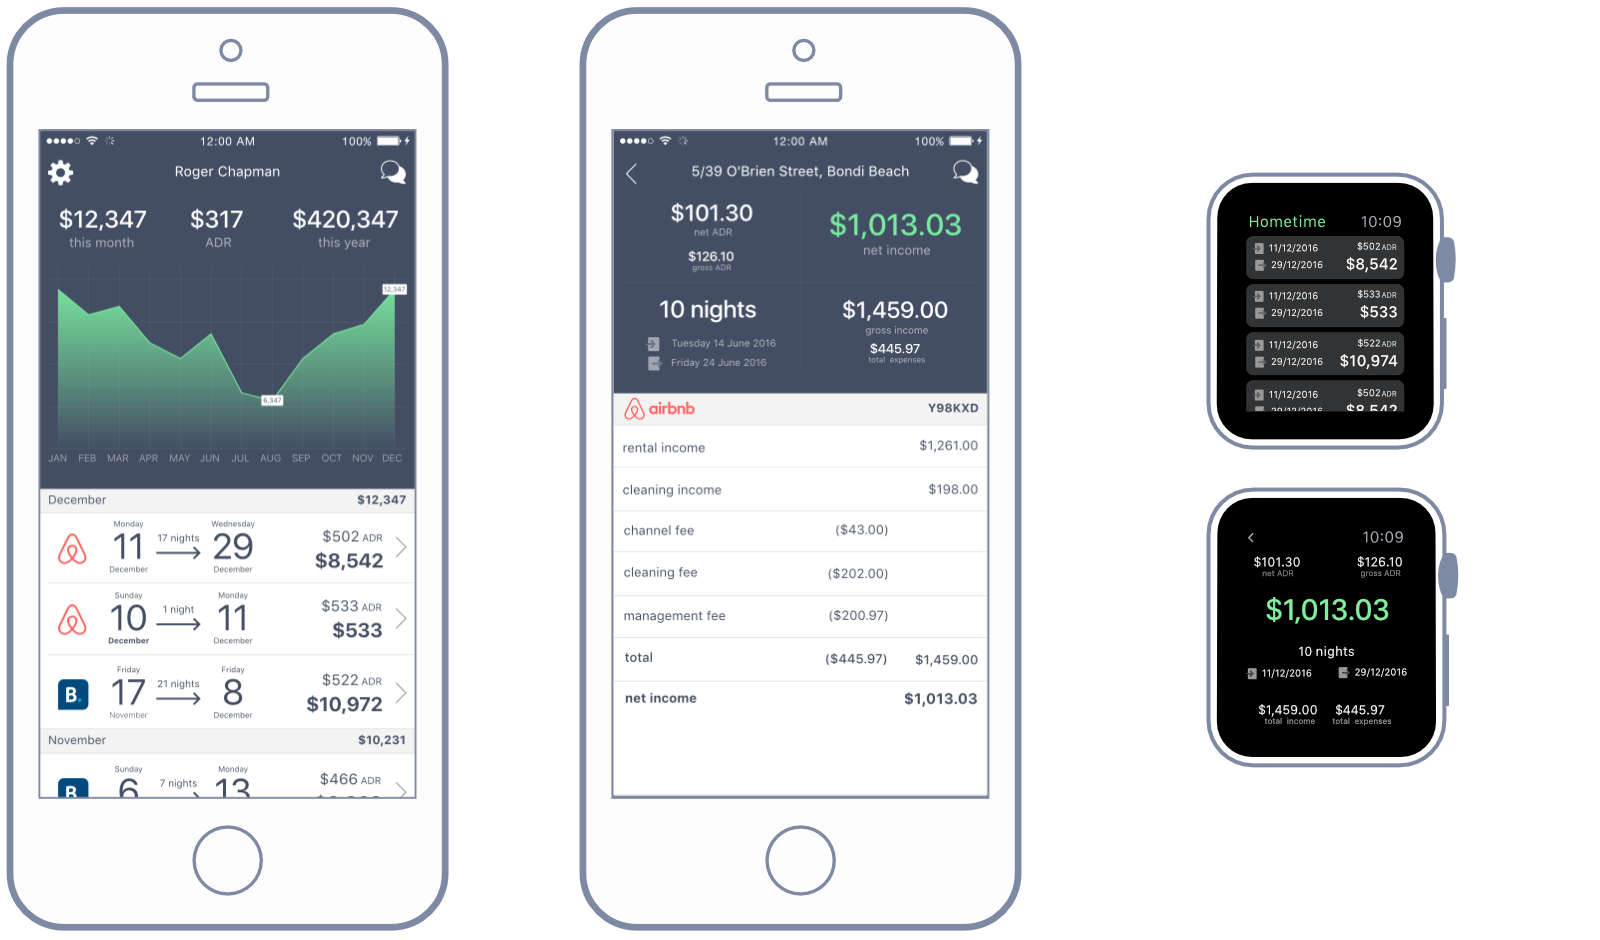 12:00 AM 100%
Roger Chapman
$12,347 $317 $420,347
this month ADR this year
12,347
6,347
JAN FEB MAR APR MAY JUN JUL AUG SEP OCT NOV DEC
December $12,347
Monday Wednesday
11 17 nights 29 $502 ADR
December December $8,542
Sunday Monday
10 1 night 11 $533 ADR
December December $533
Friday Friday
B. 17 21 nights 8 $522 ADR
November December $10,972
November $10,231
Sunday Monday
B. 6 7 nights 13 $466 ADR
12:00 AM 100%
5/39 O'Brien Street, Bondi Beach
$101.30 $1,013.03
net ADR net income
$126.10
gross ADR
10 nights $1,459.00
gross income
Tuesday 14 June 2016 $445.97
Friday 24 June 2016 total expenses
airbnb Y98KXD
rental income $1,261.00
cleaning income $198.00
channel fee ($43.00)
cleaning fee ($202.00)
management fee ($200.97)
total ($445.97) $1,459.00
net income $1,013.03
Hometime 10:09
11/12/2016 $502 ADR
29/12/2016 $8,542
11/12/2016 $533 ADR
29/12/2016 $533
11/12/2016 $522 ADR
29/12/2016 $10,974
11/12/2016 $502 ADR
29/12/2016 $8,542
10:09
$101.30 $126.10
net ADR gross ADR
$1,013.03
10 nights
11/12/2016 29/12/2016
$1,459.00 $445.97
total income total expenses